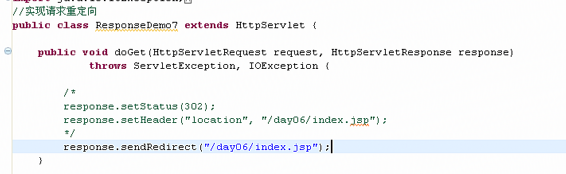 //实现请求重定向
public class ResponseDemo7 extends HttpServlet {
public void doGet(HttpServletRequest request, HttpServletResponse response)
throws ServletException, IOException {
/*
response.setStatus(302);
response.setHeader("location", "/day06/index.jsp");
*/
response.sendRedirect("/day06/index.jsp");
}